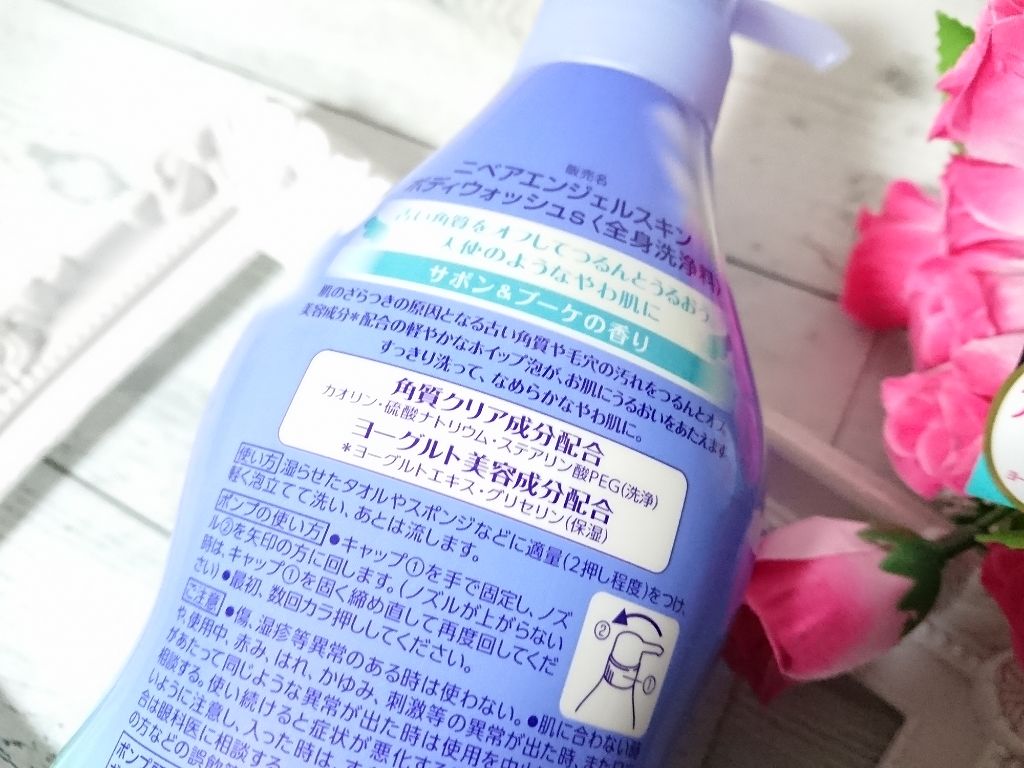 販売名
ニベアエンジェルスキン
ボディウォッシュS〈全身洗浄料〉
古い角質をオフしてつるんとうるおう
天使のようなやわ肌に
サボン&ブーケの香り
肌のざらつきの原因となる古い角質や毛穴の汚れをつるんとオフ
美容成分*配合の軽やかなホイップ泡が、お肌にうるおいをあたえます。
すっきり洗って、なめらかなやわ肌に。
角質クリア成分配合
カオリン・硫酸ナトリウム・ステアリン酸PEG(洗浄)
ヨーグルト美容成分配合
*ヨーグルトエキス・グリセリン(保湿)
使い方 湿らせたタオルやスポンジなどに適量(2押し程度)をつけ、
軽く泡立てて洗い、あとは流します。
ポンプの使い方 ●キャップ①を手で固定し、ノズ
ル②を矢印の方に回します。(ノズルが上がらない
時は、キャップ①を固く締め直して再度回してくだ
さい) ●最初、数回カラ押ししてください。
②
①
ご注意 ●傷、湿疹等異常のある時は使わない。●肌に合わない
や、使用中、赤み、はれ、かゆみ、刺激等の異常が出た時、また
があたって同じような異常が出た時は使用を中止
相談する。使い続けると症状が悪化する
いように注意し、入った時は、
合は眼科医に相談する
の方などの誤飲等
ポンプ